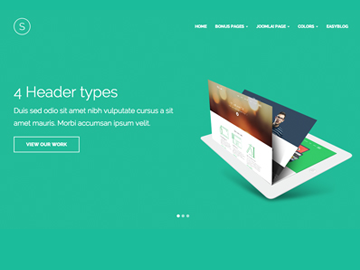 S
HOME BONUS PAGES JOOMLA! PAGE COLORS EASYBLOG
4 Header types
Duis sed odio sit amet nibh vulputate cursus a sit
amet mauris. Morbi accumsan ipsum velit.
VIEW OUR WORK